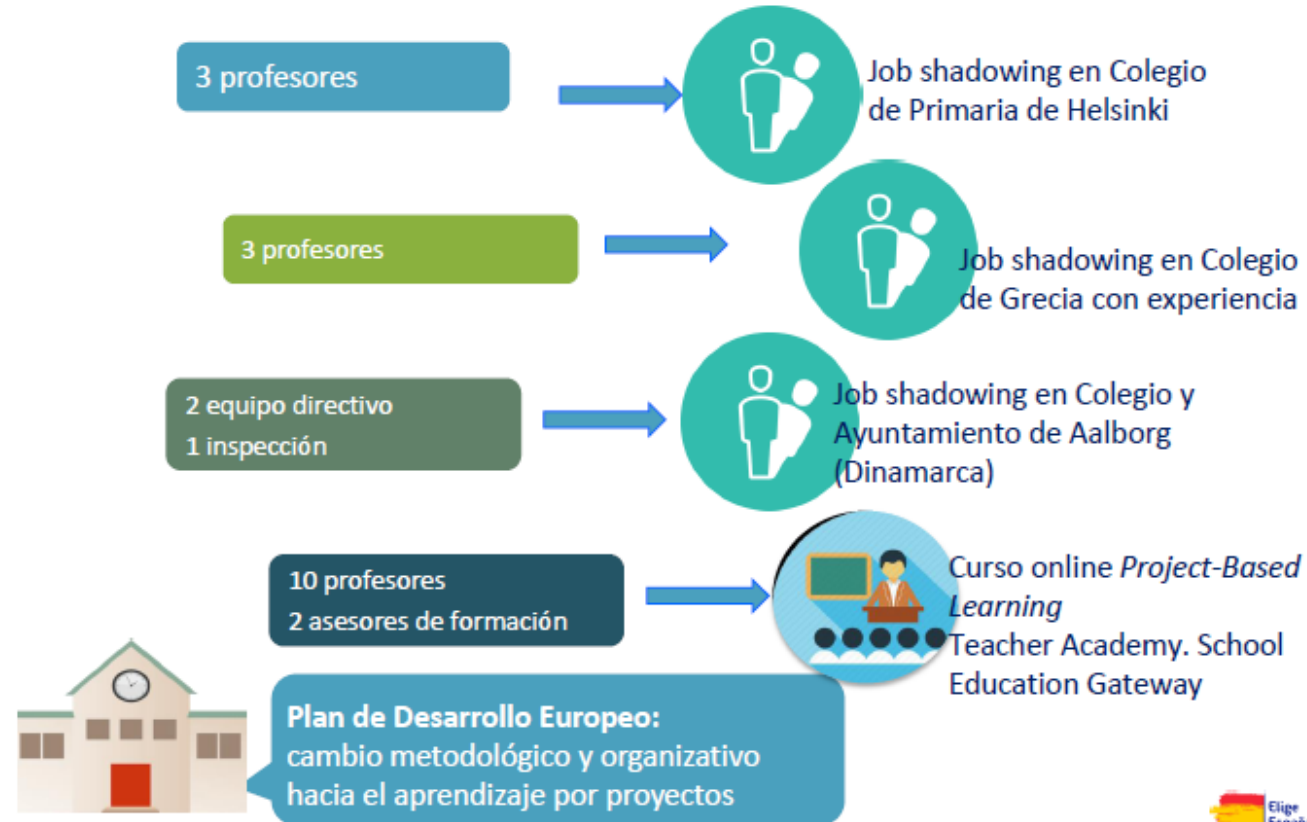 3 profesores
Job shadowing en Colegio
de Primaria de Helsinki
3 profesores
Job shadowing en Colegio
de Grecia con experiencia
2 equipo directivo
1 inspección
Job shadowing en Colegio y
Ayuntamiento de Aalborg
(Dinamarca)
10 profesores
2 asesores de formación
Curso online Project-Based
Learning
Teacher Academy. School
Education Gateway
Plan de Desarrollo Europeo:
cambio metodológico y organizativo
hacia el aprendizaje por proyectos
Elige